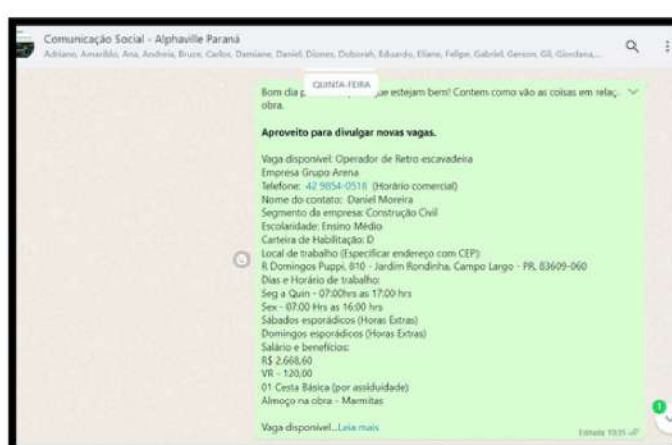 Comunicação Social - Alphaville Paraná
Adriano, Amarildo, Ana, Andreia, Bruce, Carlos, Damiane, Daniel, Diones, Deborah, Eduardo, Eliane, Felipe, Gabriel, Gerson, Gil, Giordana,...
QUINTA-FEIRA
Bom dia p que estejam bem! Contem como vão as coisas em relaç.
obra.
Aproveito para divulgar novas vagas.
Vaga disponível: Operador de Retro escavadeira
Empresa Grupo Arena
Telefone: 42 9854-0518 (Horário comercial)
Nome do contato: Daniel Moreira
Segmento da empresa: Construção Civil
Escolaridade: Ensino Médio
Carteira de Habilitação: D
Local de trabalho (Especificar endereço com CEP):
R. Domingos Puppi, 810 - Jardim Rondinha, Campo Largo - PR, 83609-060
Dias e Horário de trabalho:
Seg a Quin - 07:00hrs as 17:00 hrs
Sex - 07:00 Hrs as 16:00 hrs
Sábados esporádicos (Horas Extras)
Domingos esporádicos (Horas Extras)
Salário e benefícios:
R$ 2.668,60
VR - 120,00
01 Cesta Básica (por assiduidade)
Almoço na obra - Marmitas
Vaga disponível...Leia mais
Editada 10:35
1